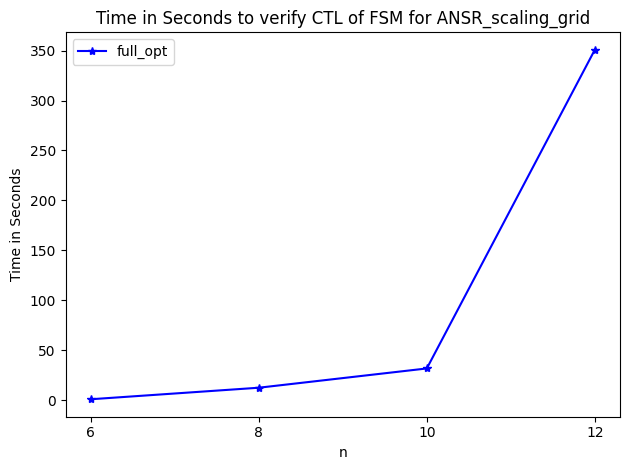 Time in Seconds to verify CTL of FSM for ANSR_scaling_grid
full_opt
350
300
250
200
150
100
50
0
Time in Seconds
6 8 10 12
n